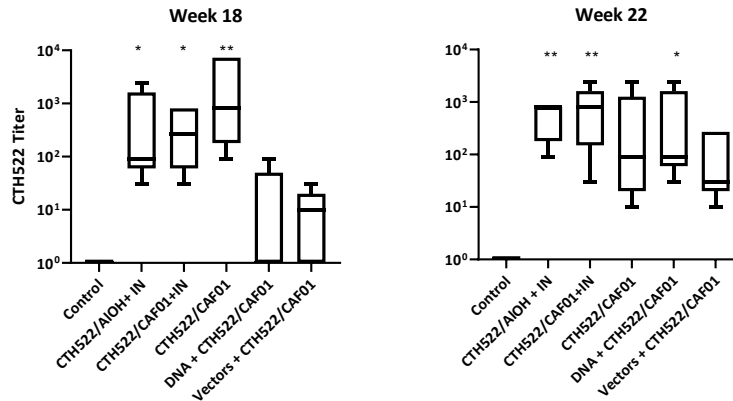 Week 18
CTH522 Titer
10⁴
10³
10²
10¹
10⁰
* * **
Control
CTH522/AlOH+ IN
CTH522/CAF01+IN
CTH522/CAF01
DNA + CTH522/CAF01
Vectors + CTH522/CAF01
Week 22
10⁴
10³
10²
10¹
10⁰
** ** *
Control
CTH522/AlOH + IN
CTH522/CAF01+IN
CTH522/CAF01
DNA + CTH522/CAF01
Vectors + CTH522/CAF01